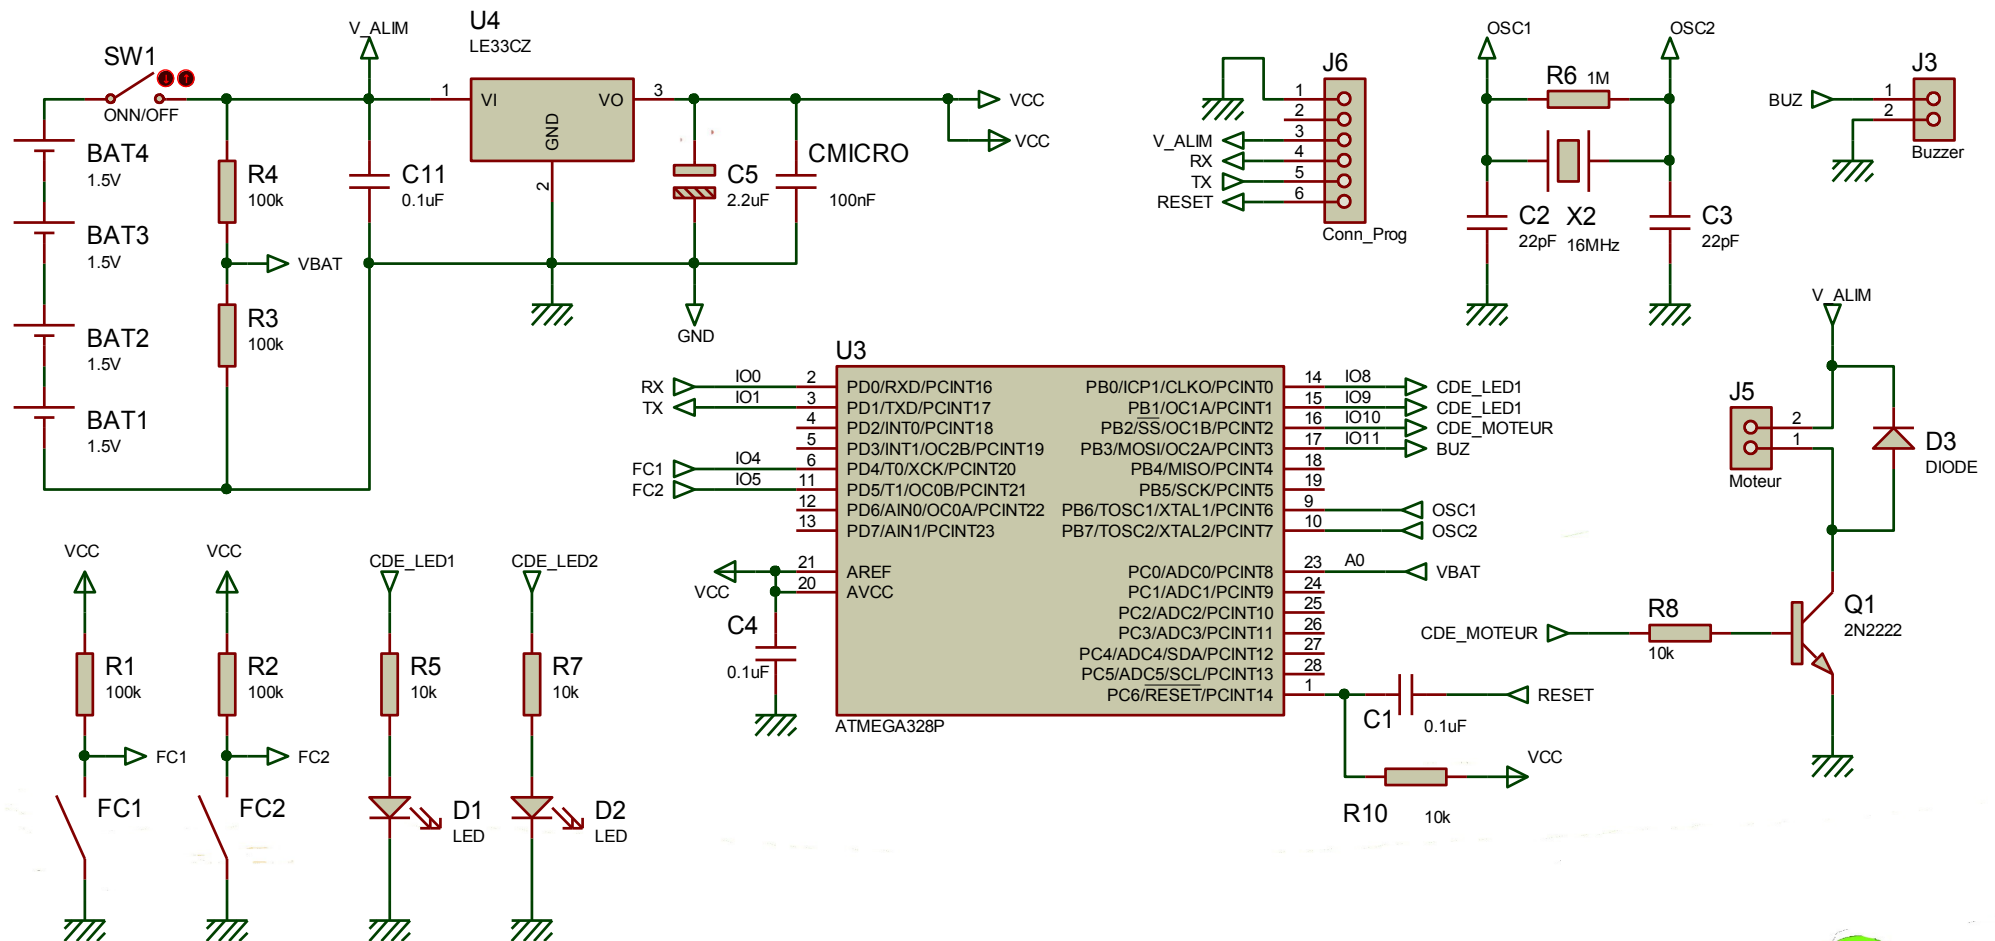 SW1
ONN/OFF
BAT4
1.5V
BAT3
1.5V
BAT2
1.5V
BAT1
1.5V
R4
100k
VBAT
R3
100k
V_ALIM
C11
0.1uF
U4
LE33CZ
1 VI VO 3
GND
2
C5
2.2uF
CMICRO
100nF
VCC
VCC
GND
J6
1
2
V_ALIM 3
RX 4
TX 5
RESET 6
Conn_Prog
OSC1
OSC2
R6 1M
C2
22pF
X2
16MHz
C3
22pF
J3
BUZ 1
2
Buzzer
U3
RX IO0 2 PD0/RXD/PCINT16 PB0/ICP1/CLKO/PCINT0 14 IO8 CDE_LED1
TX IO1 3 PD1/TXD/PCINT17 PB1/OC1A/PCINT1 15 IO9 CDE_LED1
4 PD2/INT0/PCINT18 PB2/SS/OC1B/PCINT2 16 IO10 CDE_MOTEUR
5 PD3/INT1/OC2B/PCINT19 PB3/MOSI/OC2A/PCINT3 17 IO11 BUZ
FC1 IO4 6 PD4/T0/XCK/PCINT20 PB4/MISO/PCINT4 18
FC2 IO5 11 PD5/T1/OC0B/PCINT21 PB5/SCK/PCINT5 19
12 PD6/AIN0/OC0A/PCINT22 PB6/TOSC1/XTAL1/PCINT6 9 OSC1
13 PD7/AIN1/PCINT23 PB7/TOSC2/XTAL2/PCINT7 10 OSC2
VCC 21 AREF PC0/ADC0/PCINT8 23 A0 VBAT
20 AVCC PC1/ADC1/PCINT9 24
PC2/ADC2/PCINT10 25
PC3/ADC3/PCINT11 26
PC4/ADC4/SDA/PCINT12 27
PC5/ADC5/SCL/PCINT13 28
PC6/RESET/PCINT14 1
ATMEGA328P
C4
0.1uF
C1
0.1uF
RESET
R10
10k
VCC
V_ALIM
J5
2
1
Moteur
D3
DIODE
CDE_MOTEUR
R8
10k
Q1
2N2222
VCC
R1
100k
FC1
FC1
VCC
R2
100k
FC2
FC2
CDE_LED1
R5
10k
D1
LED
CDE_LED2
R7
10k
D2
LED